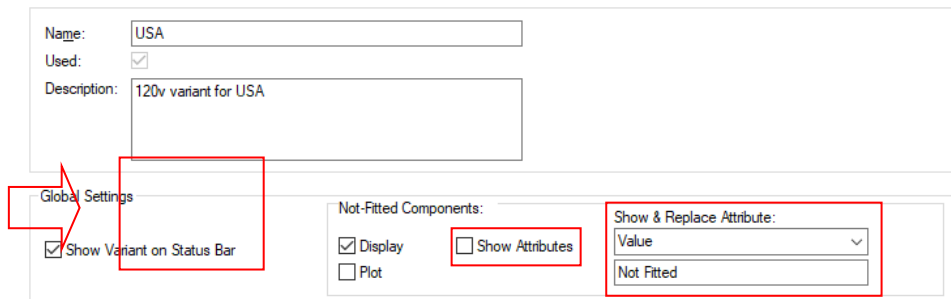 Name: USA
Used:
Description: 120v variant for USA
Global Settings
Not-Fitted Components:
Show & Replace Attribute:
Show Variant on Status Bar
Display
Show Attributes
Value
Plot
Not Fitted